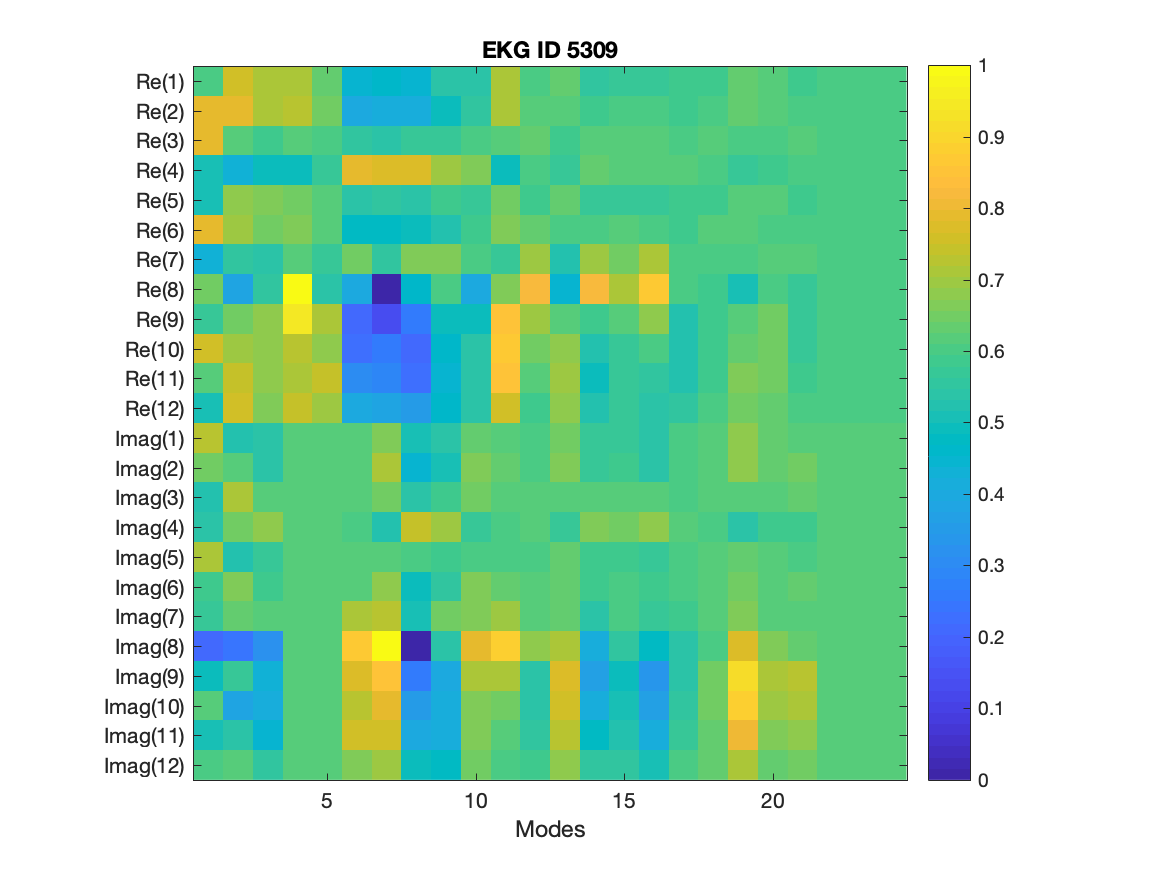 EKG ID 5309
Re(1)
Re(2)
Re(3)
Re(4)
Re(5)
Re(6)
Re(7)
Re(8)
Re(9)
Re(10)
Re(11)
Re(12)
Imag(1)
Imag(2)
Imag(3)
Imag(4)
Imag(5)
Imag(6)
Imag(7)
Imag(8)
Imag(9)
Imag(10)
Imag(11)
Imag(12)
5 10 15 20
Modes
1
0.9
0.8
0.7
0.6
0.5
0.4
0.3
0.2
0.1
0